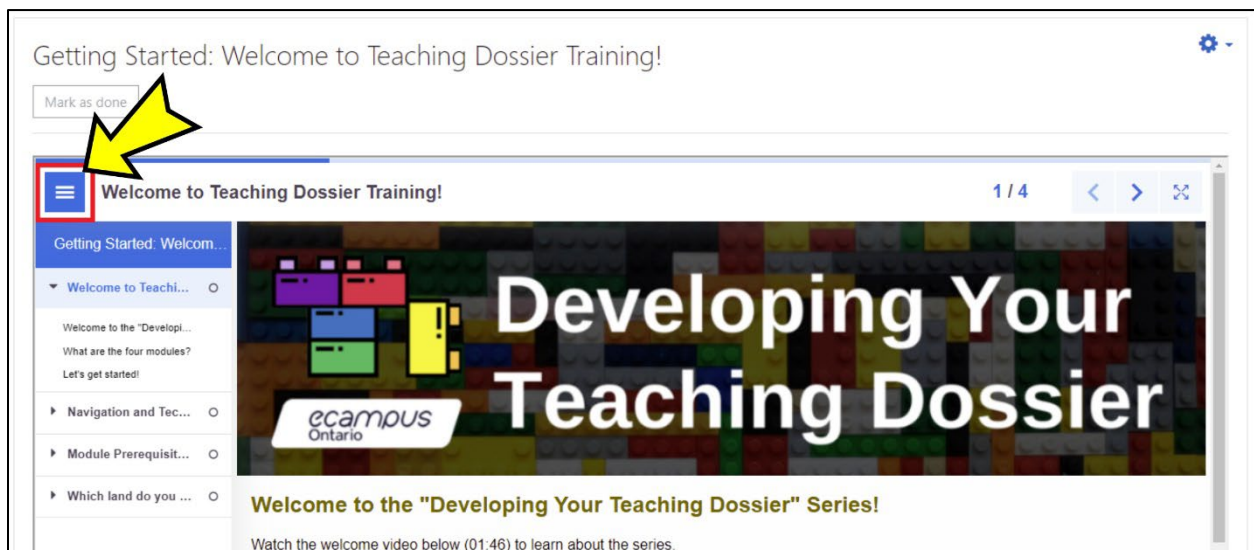 Getting Started: Welcome to Teaching Dossier Training!
Mark as done
Welcome to Teaching Dossier Training!
1 / 4
Getting Started: Welcom...
Welcome to Teachi...
Welcome to the "Developi...
What are the four modules?
Let's get started!
Navigation and Tec...
Module Prerequisit...
Which land do you ...
Developing Your
Teaching Dossier
ecampus
Ontario
Welcome to the "Developing Your Teaching Dossier" Series!
Watch the welcome video below (01:46) to learn about the series.